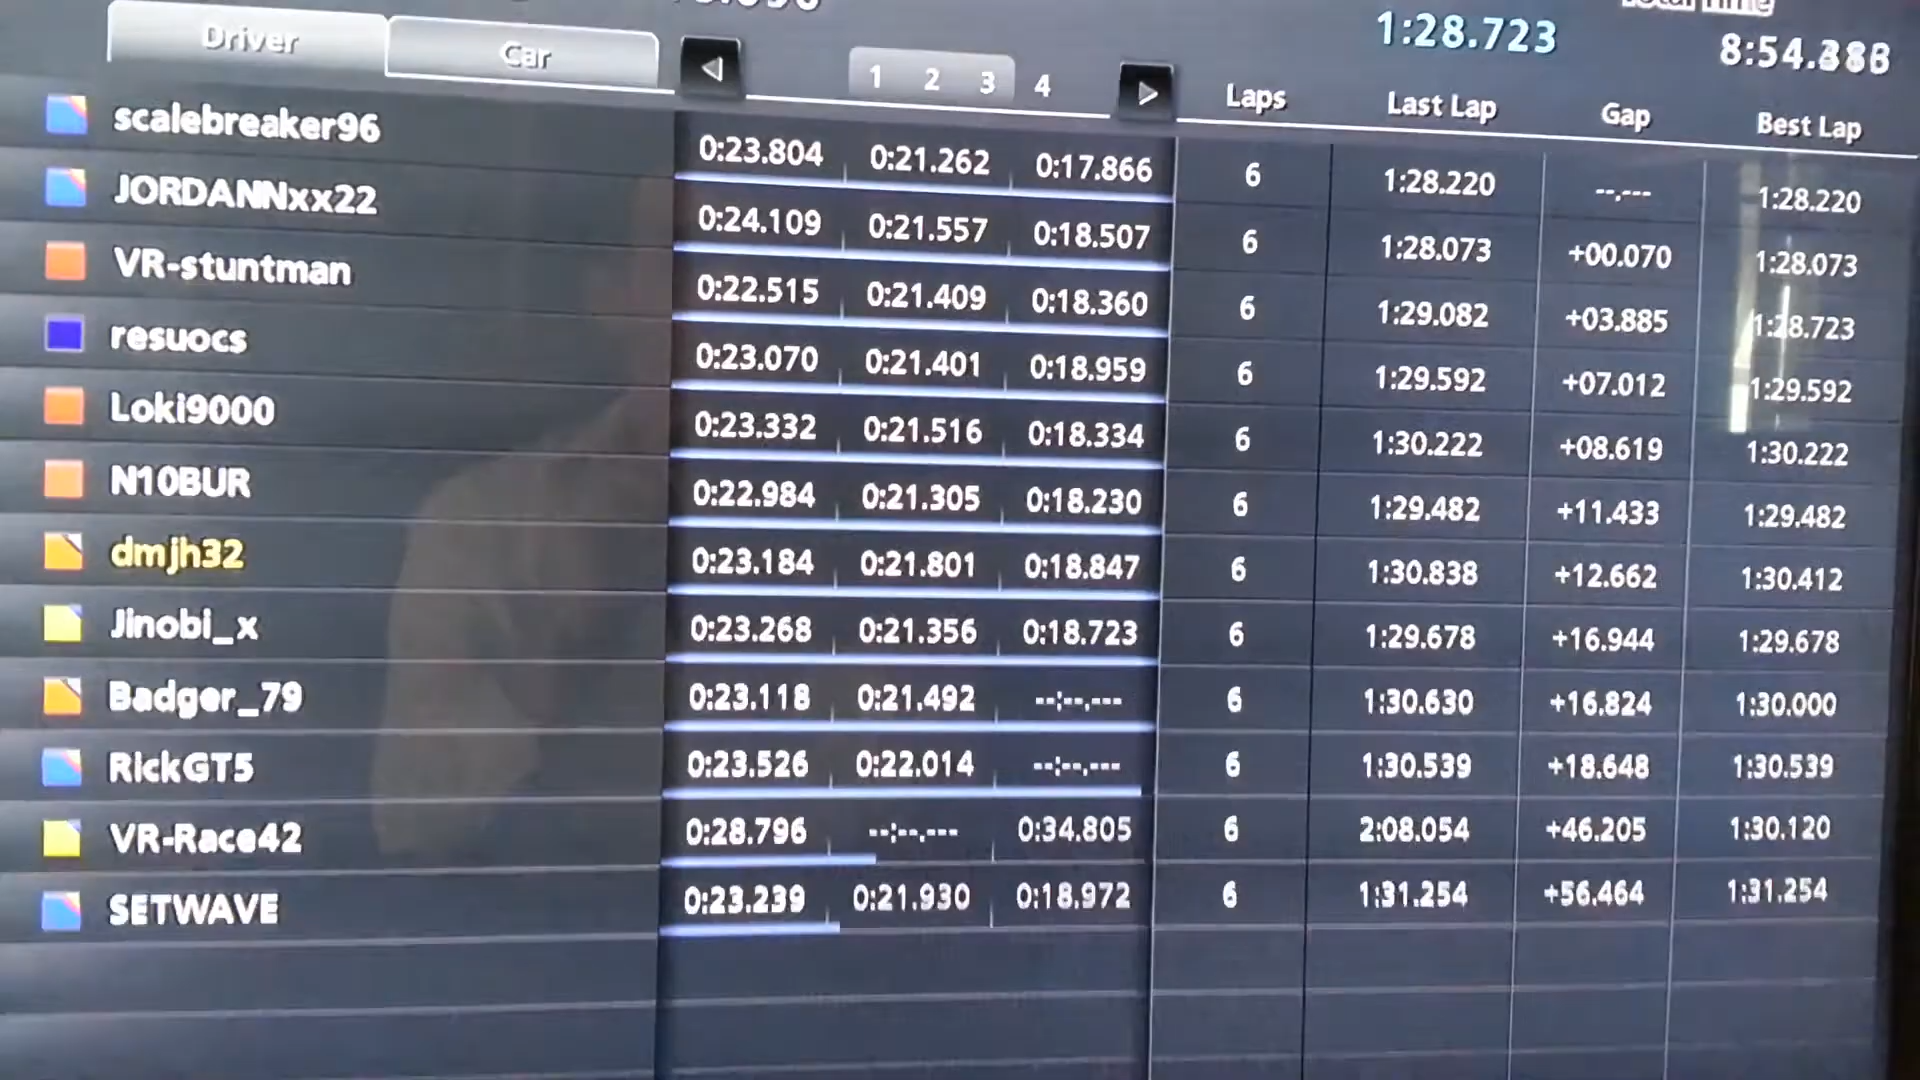 Total Time
1:28.723 8:54.388
Driver Car 1 2 3 4 Laps Last Lap Gap Best Lap
scalebreaker96 0:23.804 0:21.262 0:17.866 6 1:28.220 --.--- 1:28.220
JORDANNxx22 0:24.109 0:21.557 0:18.507 6 1:28.073 +00.070 1:28.073
VR-stuntman 0:22.515 0:21.409 0:18.360 6 1:29.082 +03.885 1:28.723
resuocs 0:23.070 0:21.401 0:18.959 6 1:29.592 +07.012 1:29.592
Loki9000 0:23.332 0:21.516 0:18.334 6 1:30.222 +08.619 1:30.222
N10BUR 0:22.984 0:21.305 0:18.230 6 1:29.482 +11.433 1:29.482
dmjh32 0:23.184 0:21.801 0:18.847 6 1:30.838 +12.662 1:30.412
Jinobi_x 0:23.268 0:21.356 0:18.723 6 1:29.678 +16.944 1:29.678
Badger_79 0:23.118 0:21.492 --:--.--- 6 1:30.630 +16.824 1:30.000
RickGT5 0:23.526 0:22.014 --:--.--- 6 1:30.539 +18.648 1:30.539
VR-Race42 0:28.796 --:--.--- 0:34.805 6 2:08.054 +46.205 1:30.120
SETWAVE 0:23.239 0:21.930 0:18.972 6 1:31.254 +56.464 1:31.254